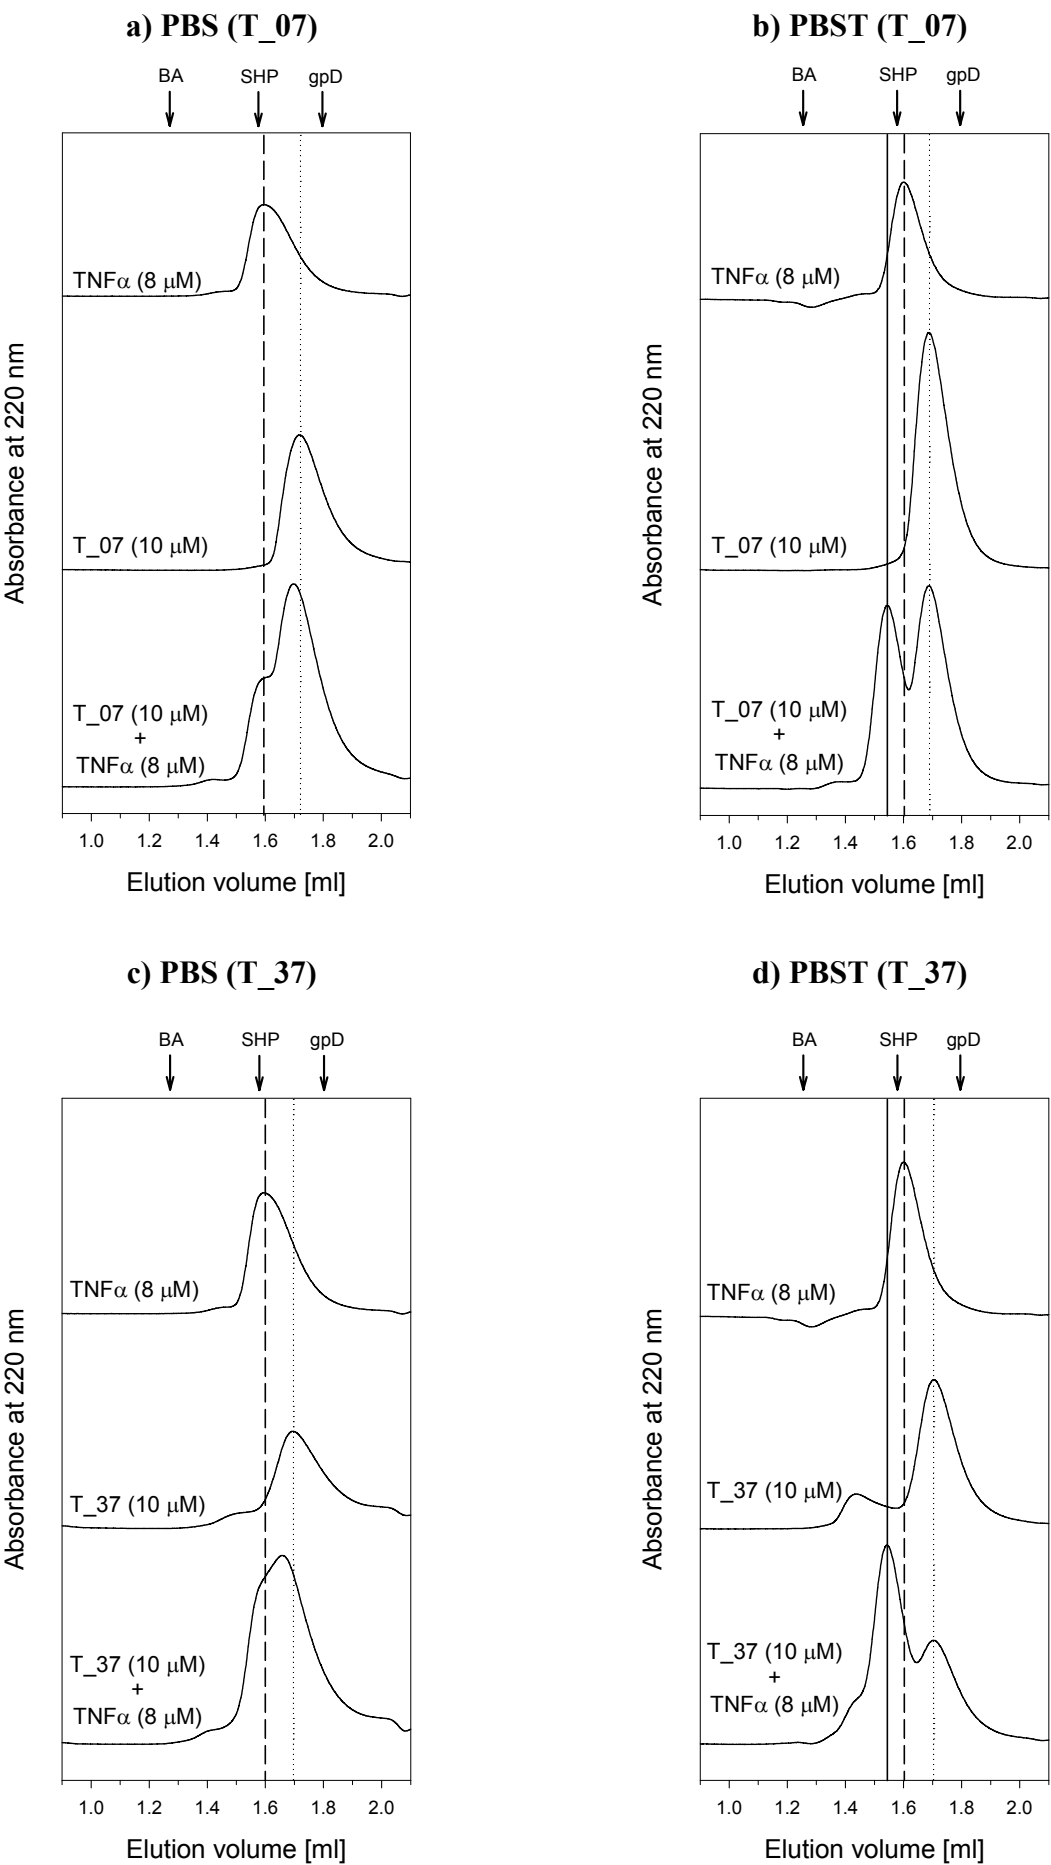 a) PBS (T_07)
BA SHP gpD
Absorbance at 220 nm
TNFα (8 μM)
T_07 (10 μM)
T_07 (10 μM)
+
TNFα (8 μM)
1.0 1.2 1.4 1.6 1.8 2.0
Elution volume [ml]
b) PBST (T_07)
BA SHP gpD
Absorbance at 220 nm
TNFα (8 μM)
T_07 (10 μM)
T_07 (10 μM)
+
TNFα (8 μM)
1.0 1.2 1.4 1.6 1.8 2.0
Elution volume [ml]
c) PBS (T_37)
BA SHP gpD
Absorbance at 220 nm
TNFα (8 μM)
T_37 (10 μM)
T_37 (10 μM)
+
TNFα (8 μM)
1.0 1.2 1.4 1.6 1.8 2.0
Elution volume [ml]
d) PBST (T_37)
BA SHP gpD
Absorbance at 220 nm
TNFα (8 μM)
T_37 (10 μM)
T_37 (10 μM)
+
TNFα (8 μM)
1.0 1.2 1.4 1.6 1.8 2.0
Elution volume [ml]